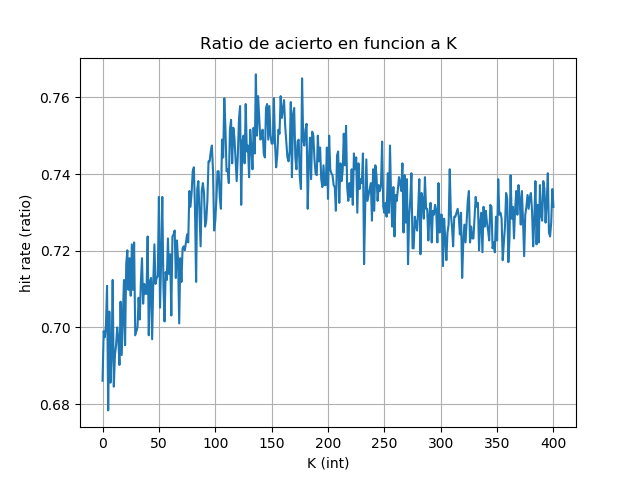 Ratio de acierto en funcion a K
hit rate (ratio)
0.76
0.74
0.72
0.70
0.68
0 50 100 150 200 250 300 350 400
K (int)